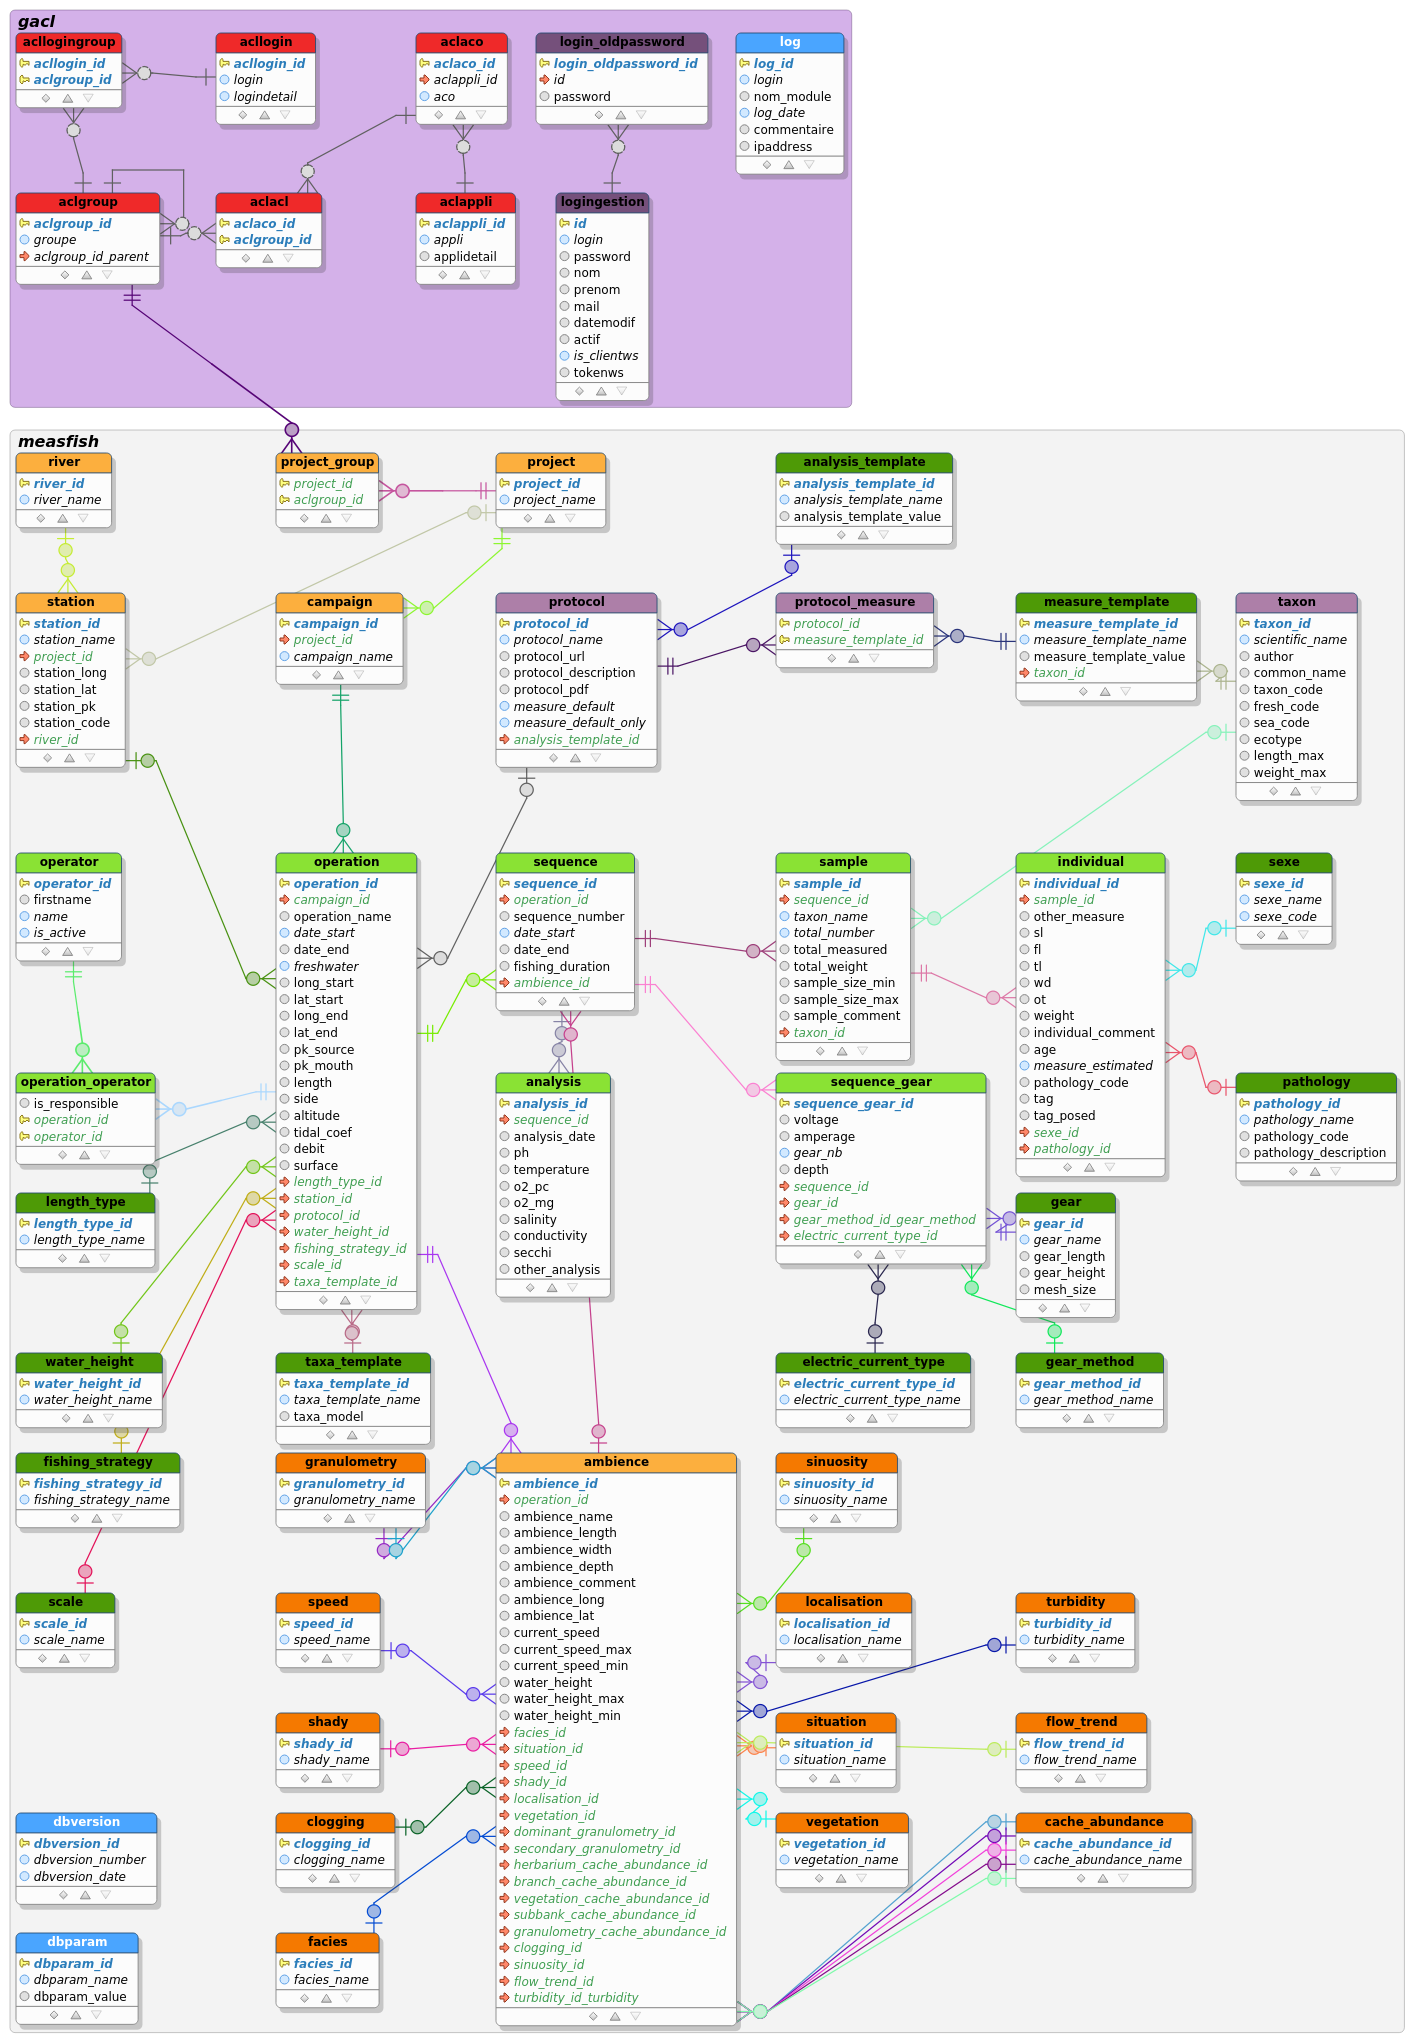 gacl
acllogingroup
acllogin_id
aclgroup_id
acllogin
acllogin_id
login
logindetail
aclaco
aclaco_id
aclappli_id
aco
login_oldpassword
login_oldpassword_id
id
password
log
log_id
login
nom_module
log_date
commentaire
ipaddress
aclgroup
aclgroup_id
groupe
aclgroup_id_parent
aclacl
aclaco_id
aclgroup_id
aclappli
aclappli_id
appli
applidetail
logingestion
id
login
password
nom
prenom
mail
datemodif
actif
is_clientws
tokenws
measfish
river
river_id
river_name
project_group
project_id
aclgroup_id
project
project_id
project_name
analysis_template
analysis_template_id
analysis_template_name
analysis_template_value
station
station_id
station_name
project_id
station_long
station_lat
station_pk
station_code
river_id
campaign
campaign_id
project_id
campaign_name
protocol
protocol_id
protocol_name
protocol_url
protocol_description
protocol_pdf
measure_default
measure_default_only
analysis_template_id
protocol_measure
protocol_id
measure_template_id
measure_template
measure_template_id
measure_template_name
measure_template_value
taxon_id
taxon
taxon_id
scientific_name
author
common_name
taxon_code
fresh_code
sea_code
ecotype
length_max
weight_max
operator
operator_id
firstname
name
is_active
operation
operation_id
campaign_id
operation_name
date_start
date_end
freshwater
long_start
lat_start
long_end
lat_end
pk_source
pk_mouth
length
side
altitude
tidal_coef
debit
surface
length_type_id
station_id
protocol_id
water_height_id
fishing_strategy_id
scale_id
taxa_template_id
sequence
sequence_id
operation_id
sequence_number
date_start
date_end
fishing_duration
ambience_id
sample
sample_id
sequence_id
taxon_name
total_number
total_measured
total_weight
sample_size_min
sample_size_max
sample_comment
taxon_id
individual
individual_id
sample_id
other_measure
sl
fl
tl
wd
ot
weight
individual_comment
age
measure_estimated
pathology_code
tag
tag_posed
sexe_id
pathology_id
sexe
sexe_id
sexe_name
sexe_code
operation_operator
is_responsible
operation_id
operator_id
analysis
analysis_id
sequence_id
analysis_date
ph
temperature
o2_pc
o2_mg
salinity
conductivity
secchi
other_analysis
sequence_gear
sequence_gear_id
voltage
amperage
gear_nb
depth
sequence_id
gear_id
gear_method_id_gear_method
electric_current_type_id
pathology
pathology_id
pathology_name
pathology_code
pathology_description
length_type
length_type_id
length_type_name
gear
gear_id
gear_name
gear_length
gear_height
mesh_size
water_height
water_height_id
water_height_name
taxa_template
taxa_template_id
taxa_template_name
taxa_model
electric_current_type
electric_current_type_id
electric_current_type_name
gear_method
gear_method_id
gear_method_name
fishing_strategy
fishing_strategy_id
fishing_strategy_name
granulometry
granulometry_id
granulometry_name
ambience
ambience_id
operation_id
ambience_name
ambience_length
ambience_width
ambience_depth
ambience_comment
ambience_long
ambience_lat
current_speed
current_speed_max
current_speed_min
water_height
water_height_max
water_height_min
facies_id
situation_id
speed_id
shady_id
localisation_id
vegetation_id
dominant_granulometry_id
secondary_granulometry_id
herbarium_cache_abundance_id
branch_cache_abundance_id
vegetation_cache_abundance_id
subbank_cache_abundance_id
granulometry_cache_abundance_id
clogging_id
sinuosity_id
flow_trend_id
turbidity_id_turbidity
sinuosity
sinuosity_id
sinuosity_name
scale
scale_id
scale_name
speed
speed_id
speed_name
localisation
localisation_id
localisation_name
turbidity
turbidity_id
turbidity_name
shady
shady_id
shady_name
situation
situation_id
situation_name
flow_trend
flow_trend_id
flow_trend_name
dbversion
dbversion_id
dbversion_number
dbversion_date
clogging
clogging_id
clogging_name
vegetation
vegetation_id
vegetation_name
cache_abundance
cache_abundance_id
cache_abundance_name
dbparam
dbparam_id
dbparam_name
dbparam_value
facies
facies_id
facies_name